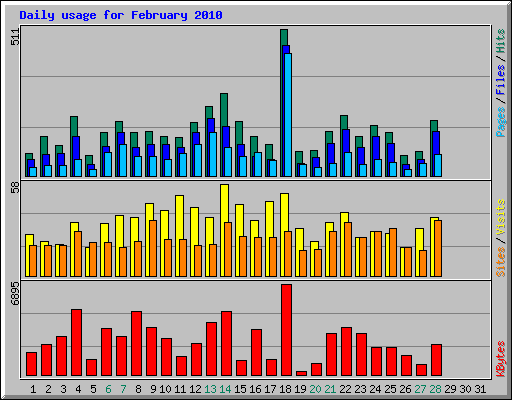 Daily usage for February 2010
511
Pages / Files / Hits
58
Sites / Visits
6895
KBytes
1 2 3 4 5 6 7 8 9 10 11 12 13 14 15 16 17 18 19 20 21 22 23 24 25 26 27 28 29 30 31